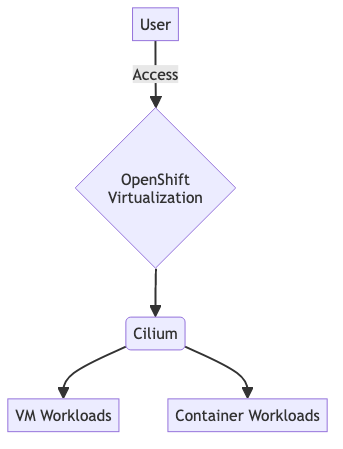 User
Access
OpenShift
Virtualization
Cilium
VM Workloads
Container Workloads